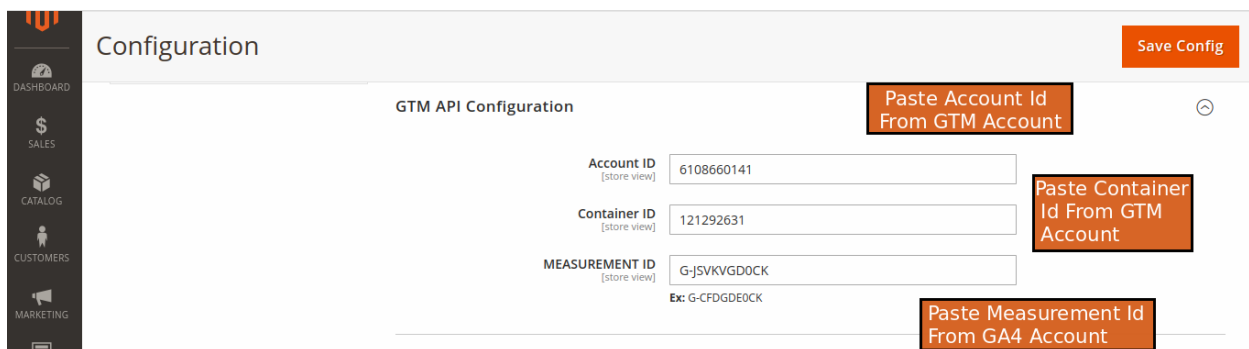 Configuration
Save Config
DASHBOARD
SALES
CATALOG
CUSTOMERS
MARKETING
GTM API Configuration
Paste Account Id
From GTM Account
Account ID
[store view]
6108660141
Paste Container
Id From GTM
Account
Container ID
[store view]
121292631
MEASUREMENT ID
[store view]
G-JSVKVGD0CK
Ex: G-CFDGDE0CK
Paste Measurement Id
From GA4 Account